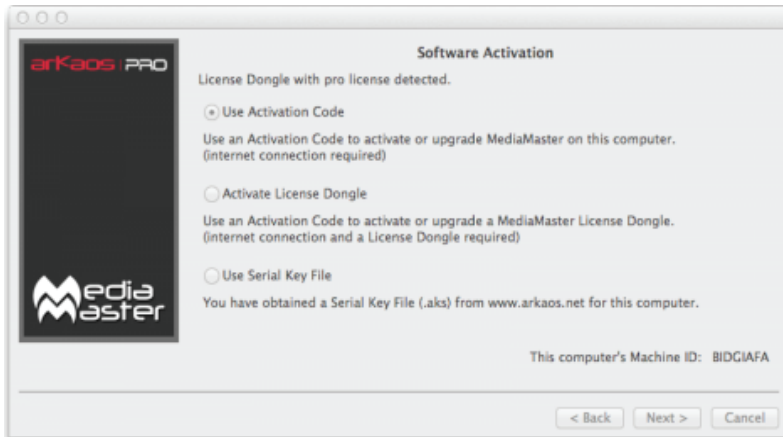 Software Activation
arKaos PRO
License Dongle with pro license detected.
Use Activation Code
Use an Activation Code to activate or upgrade MediaMaster on this computer.
(internet connection required)
Activate License Dongle
Use an Activation Code to activate or upgrade a MediaMaster License Dongle.
(internet connection and a License Dongle required)
Use Serial Key File
You have obtained a Serial Key File (.aks) from www.arkaos.net for this computer.
Media
Master
This computer's Machine ID: BIDGIAFA
< Back Next > Cancel